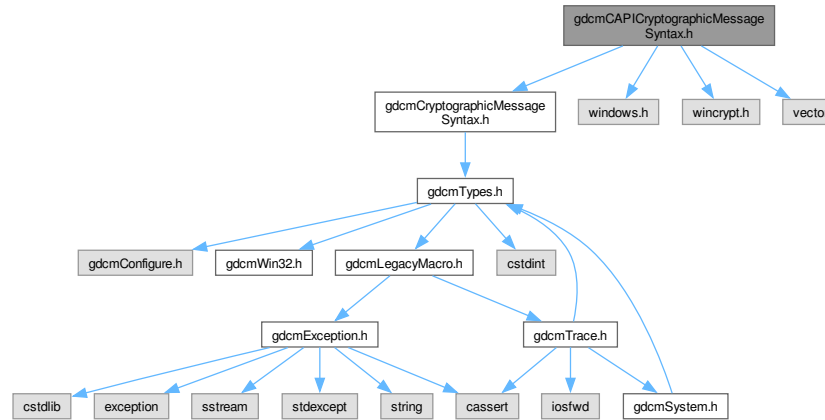 gdcmCAPICryptographicMessage
Syntax.h
gdcmCryptographicMessage
Syntax.h
windows.h
wincrypt.h
vector
gdcmTypes.h
gdcmConfigure.h
gdcmWin32.h
gdcmLegacyMacro.h
cstdint
gdcmException.h
gdcmTrace.h
cstdlib
exception
sstream
stdexcept
string
cassert
iosfwd
gdcmSystem.h